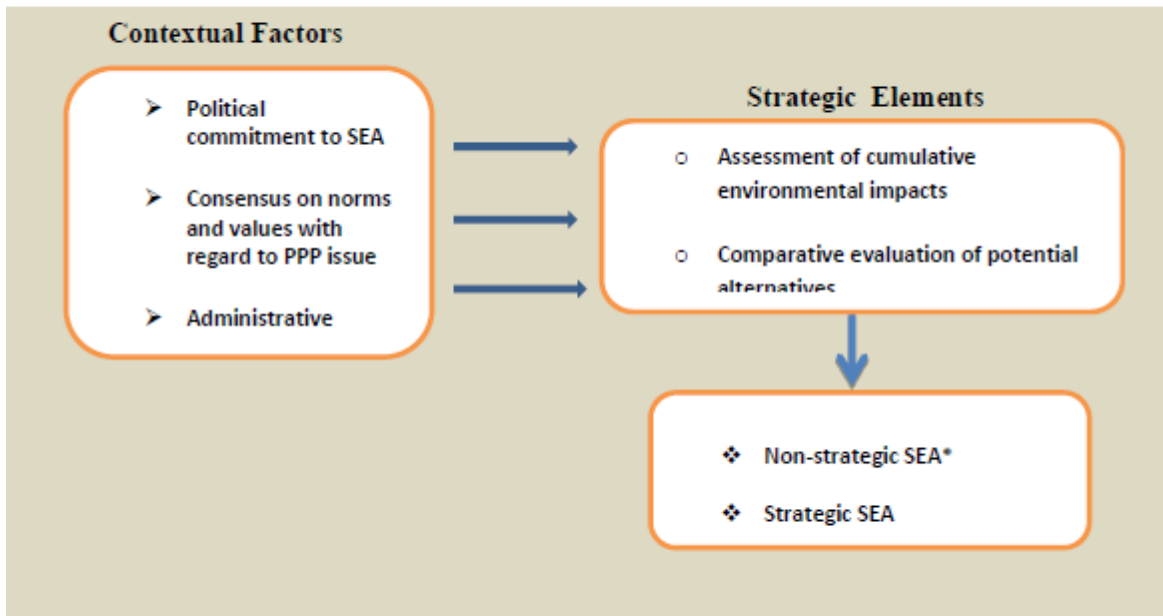 Contextual Factors
➤ Political
commitment to SEA
➤ Consensus on norms
and values with
regard to PPP issue
➤ Administrative
Strategic Elements
o Assessment of cumulative
environmental impacts
o Comparative evaluation of potential
alternatives
❖ Non-strategic SEA*
❖ Strategic SEA